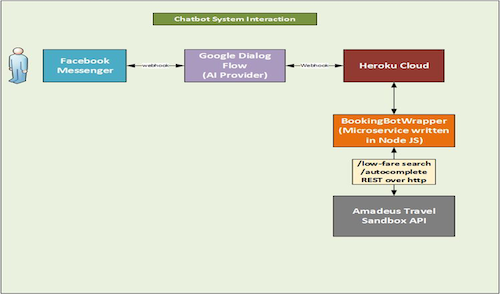 Chatbot System Interaction
Facebook
Messenger
webhook
Google Dialog
Flow
(AI Provider)
Webhook
Heroku Cloud
BookingBotWrapper
(Microservice written
in Node JS)
/low-fare search
/autocomplete
REST over http
Amadeus Travel
Sandbox API